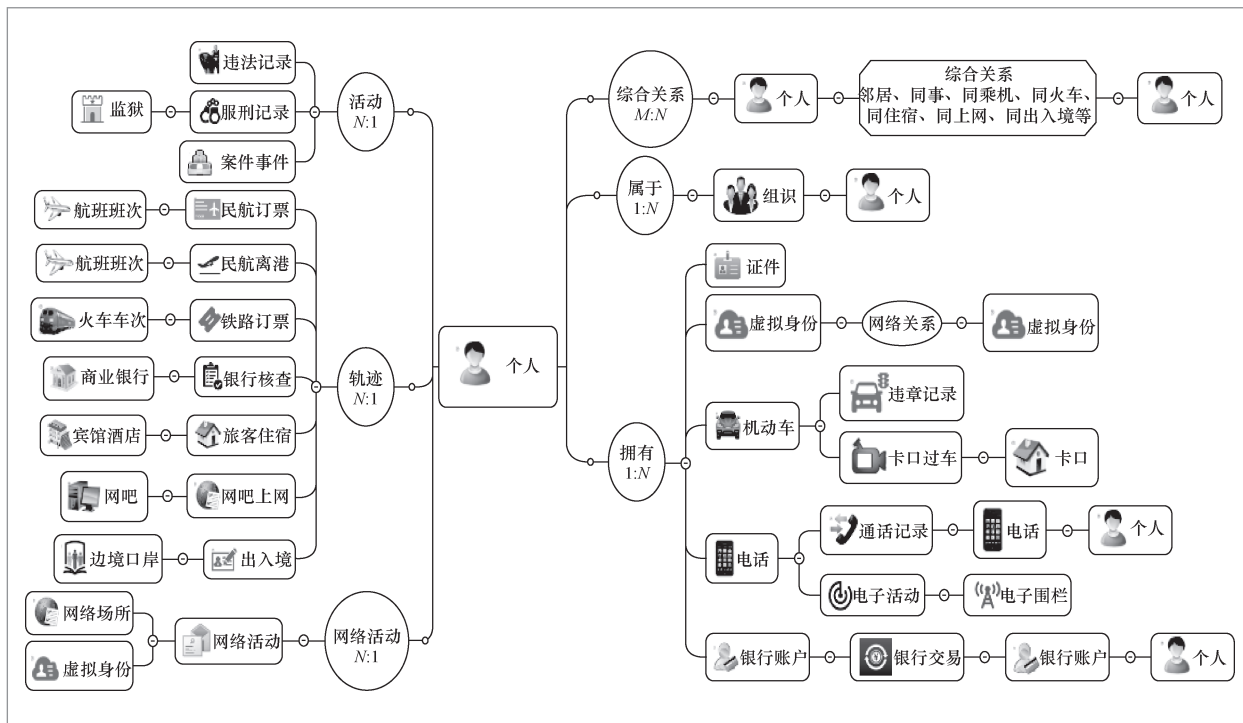 违法记录
监狱
服刑记录
案件事件
活动
N:1
航班班次
民航订票
航班班次
民航离港
火车车次
铁路订票
商业银行
银行核查
宾馆酒店
旅客住宿
网吧
网吧上网
边境口岸
出入境
轨迹
N:1
网络场所
虚拟身份
网络活动
网络活动
N:1
个人
综合关系
M:N
个人
综合关系
邻居、同事、同乘机、同火车、
同住宿、同上网、同出入境等
个人
属于
1:N
组识
个人
拥有
1:N
证件
虚拟身份
网络关系
虚拟身份
机动车
违章记录
卡口过车
卡口
电话
通话记录
电话
个人
电子活动
电子围栏
银行账户
银行交易
银行账户
个人